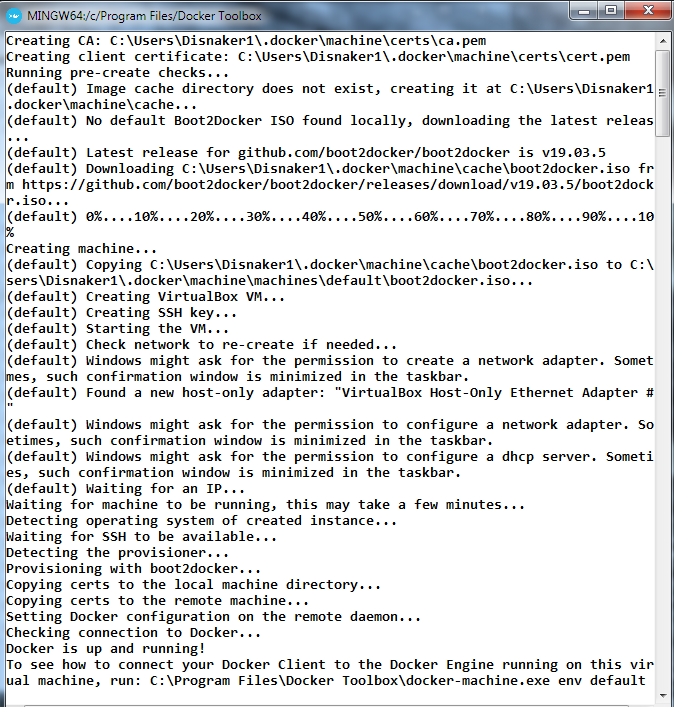 MINGW64:/c/Program Files/Docker Toolbox
Creating CA: C:\Users\Disnaker1\.docker\machine\certs\ca.pem
Creating client certificate: C:\Users\Disnaker1\.docker\machine\certs\cert.pem
Running pre-create checks...
(default) Image cache directory does not exist, creating it at C:\Users\Disnaker1
.docker\machine\cache...
(default) No default Boot2Docker ISO found locally, downloading the latest releas
...
(default) Latest release for github.com/boot2docker/boot2docker is v19.03.5
(default) Downloading C:\Users\Disnaker1\.docker\machine\cache\boot2docker.iso fr
m https://github.com/boot2docker/boot2docker/releases/download/v19.03.5/boot2dock
r.iso...
(default) 0%....10%....20%....30%....40%....50%....60%....70%....80%....90%....10
%
Creating machine...
(default) Copying C:\Users\Disnaker1\.docker\machine\cache\boot2docker.iso to C:\
sers\Disnaker1\.docker\machine\machines\default\boot2docker.iso...
(default) Creating VirtualBox VM...
(default) Creating SSH key...
(default) Starting the VM...
(default) Check network to re-create if needed...
(default) Windows might ask for the permission to create a network adapter. Somet
mes, such confirmation window is minimized in the taskbar.
(default) Found a new host-only adapter: "VirtualBox Host-Only Ethernet Adapter #
"
(default) Windows might ask for the permission to configure a network adapter. So
etimes, such confirmation window is minimized in the taskbar.
(default) Windows might ask for the permission to configure a dhcp server. Someti
es, such confirmation window is minimized in the taskbar.
(default) Waiting for an IP...
Waiting for machine to be running, this may take a few minutes...
Detecting operating system of created instance...
Waiting for SSH to be available...
Detecting the provisioner...
Provisioning with boot2docker...
Copying certs to the local machine directory...
Copying certs to the remote machine...
Setting Docker configuration on the remote daemon...
Checking connection to Docker...
Docker is up and running!
To see how to connect your Docker Client to the Docker Engine running on this vir
ual machine, run: C:\Program Files\Docker Toolbox\docker-machine.exe env default